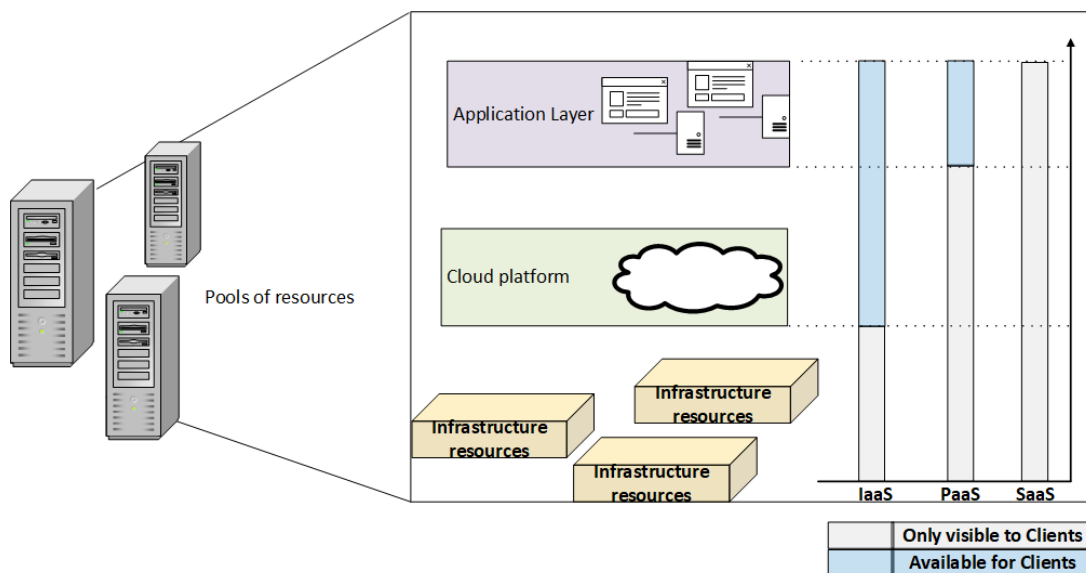 Application Layer
Pools of resources
Cloud platform
Infrastructure
resources
Infrastructure
resources
Infrastructure
resources
IaaS PaaS SaaS
Only visible to Clients
Available for Clients